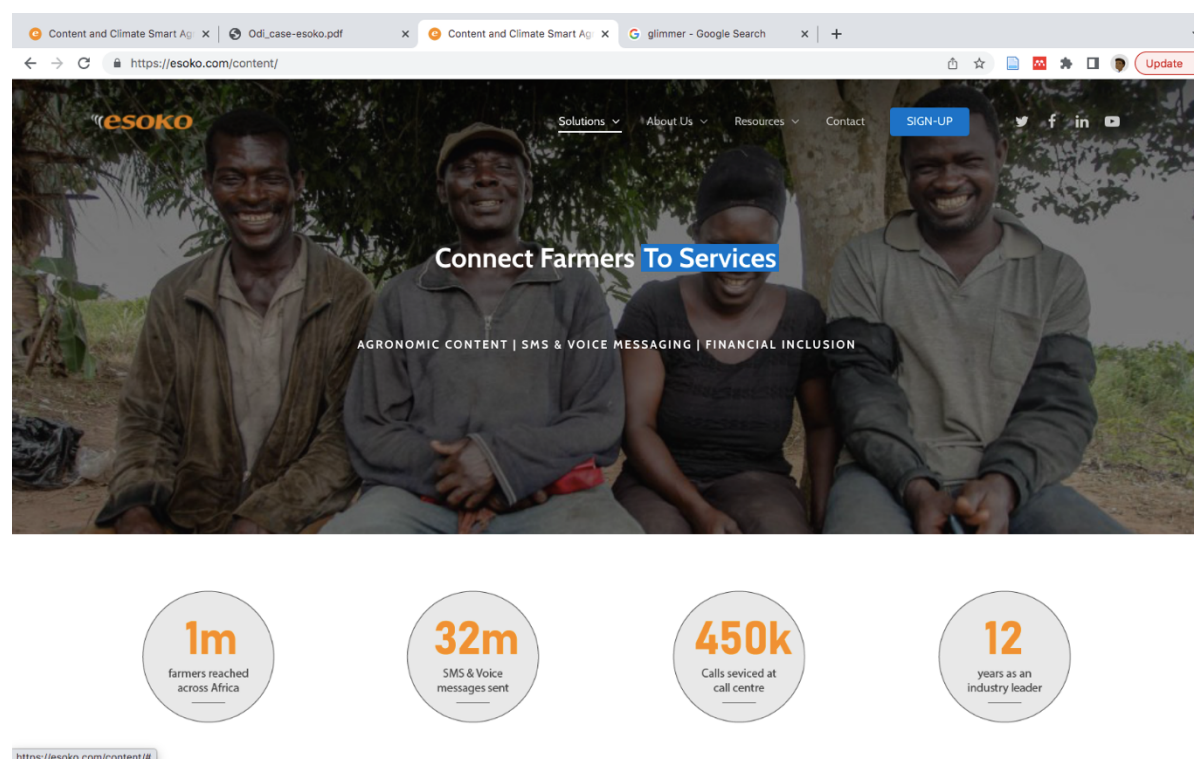 Content and Climate Smart Ag
Odi_case-esoko.pdf
Content and Climate Smart Ag
glimmer - Google Search
https://esoko.com/content/
Update
esoko
Solutions
About Us
Resources
Contact
SIGN-UP
Connect Farmers To Services
AGRONOMIC CONTENT | SMS & VOICE MESSAGING | FINANCIAL INCLUSION
1m
farmers reached
across Africa
32m
SMS & Voice
messages sent
450k
Calls seviced at
call centre
12
years as an
industry leader
https://esoko.com/content/#